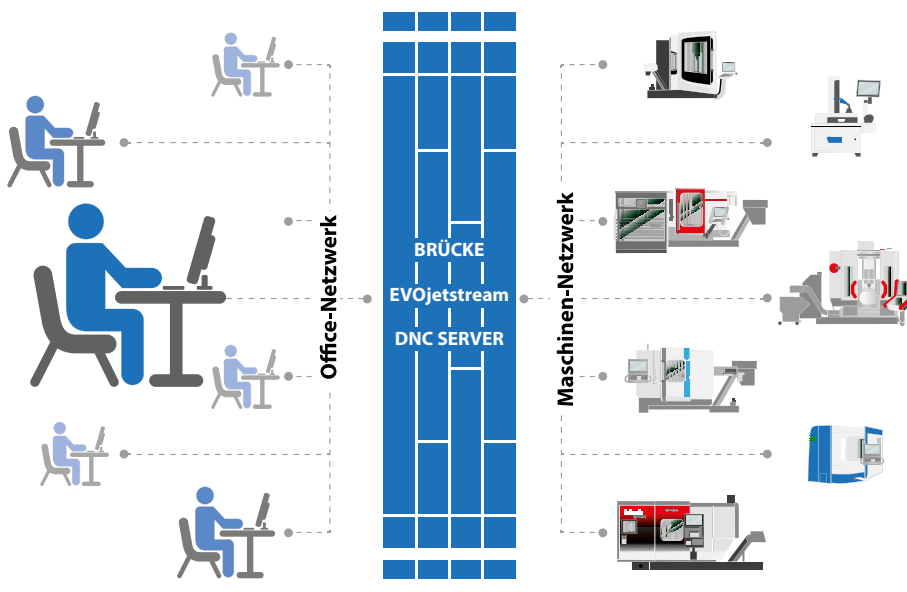 Office-Netzwerk
BRÜCKE
EVOjetstream
DNC SERVER
Maschinen-Netzwerk